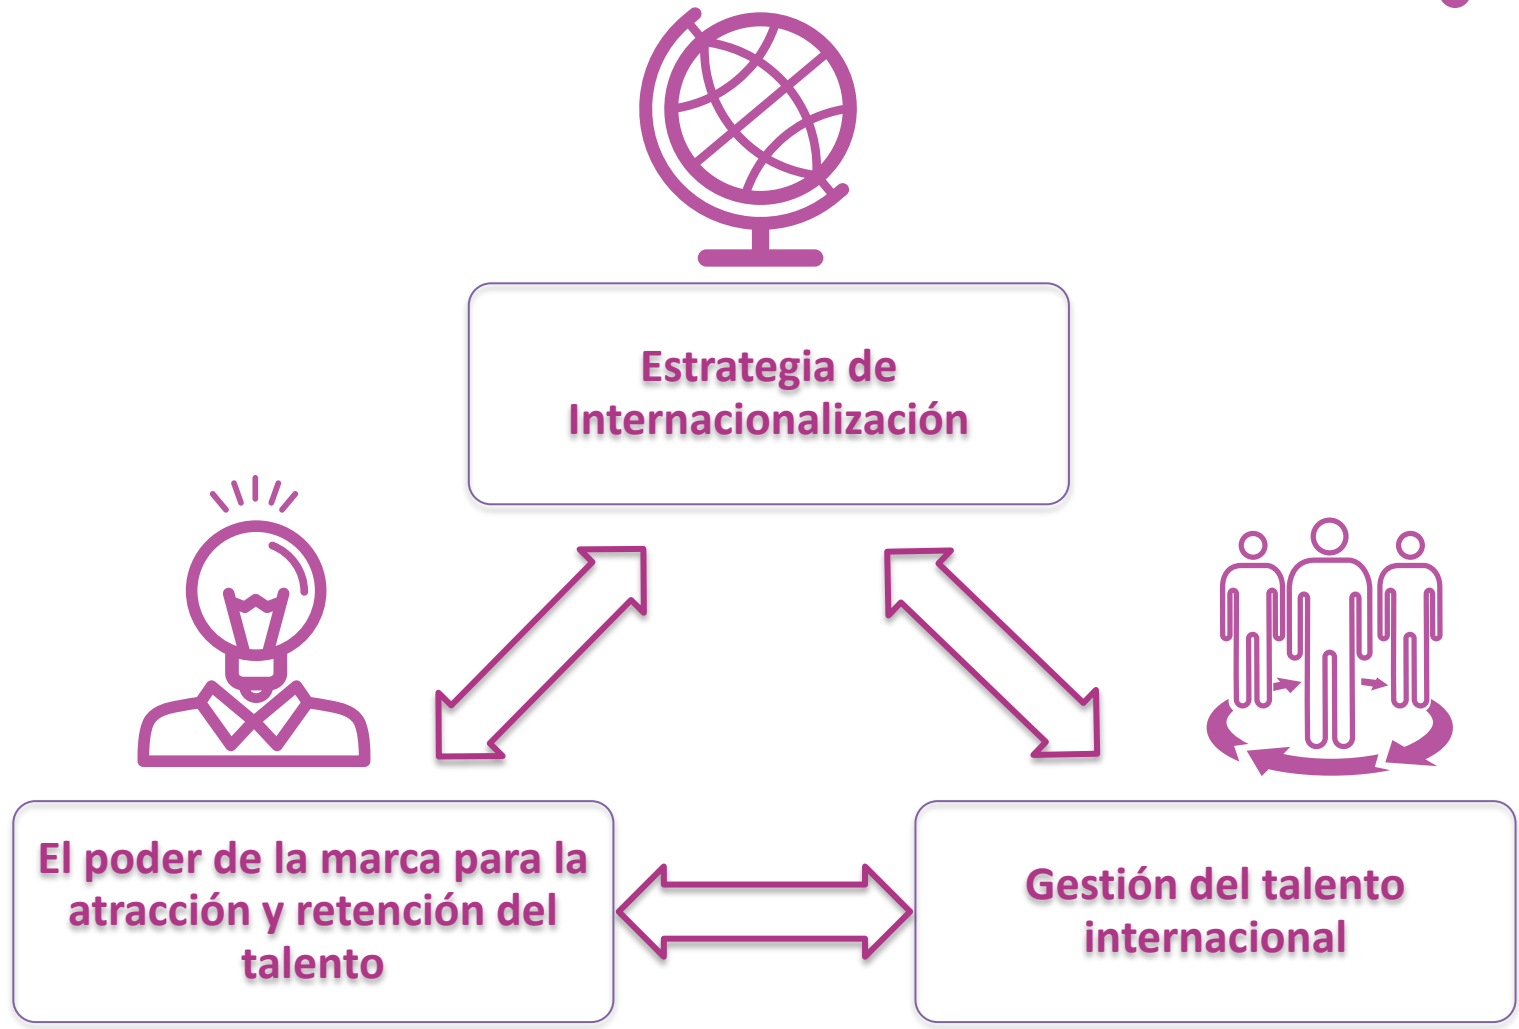 Estrategia de
Internacionalización
El poder de la marca para la
atracción y retención del
talento
Gestión del talento
internacional